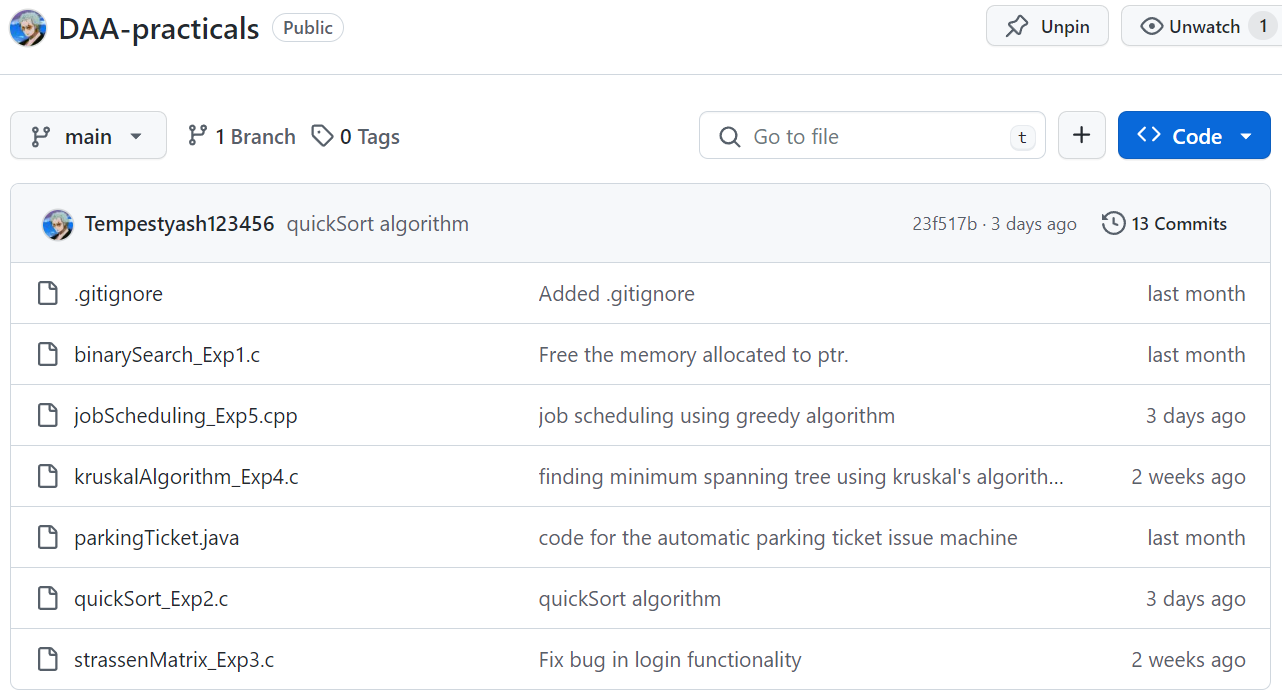 DAA-practicals Public Unpin Unwatch 1
main 1 Branch 0 Tags Go to file t + <> Code
Tempestyash123456 quickSort algorithm 23f517b · 3 days ago 13 Commits
.gitignore Added .gitignore last month
binarySearch_Exp1.c Free the memory allocated to ptr. last month
jobScheduling_Exp5.cpp job scheduling using greedy algorithm 3 days ago
kruskalAlgorithm_Exp4.c finding minimum spanning tree using kruskal's algorith... 2 weeks ago
parkingTicket.java code for the automatic parking ticket issue machine last month
quickSort_Exp2.c quickSort algorithm 3 days ago
strassenMatrix_Exp3.c Fix bug in login functionality 2 weeks ago